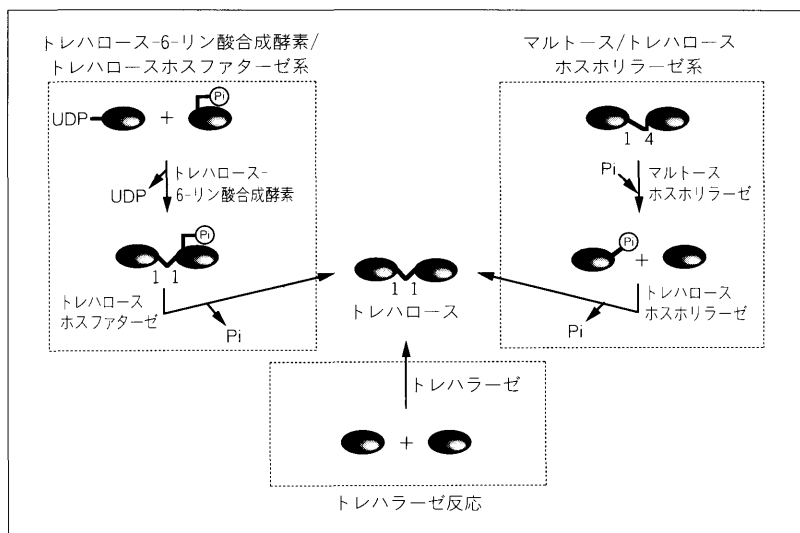 トレハロース-6-リン酸合成酵素/
トレハロースホスファターゼ系
UDP
+
Pi
UDP
トレハロース-
6-リン酸合成酵素
Pi
1 1
トレハロース
ホスファターゼ
Pi
マルトース/トレハロース
ホスホリラーゼ系
1 4
Pi
マルトース
ホスホリラーゼ
Pi
+
トレハロース
ホスホリラーゼ
Pi
1 1
トレハロース
トレハラーゼ
+
トレハラーゼ反応